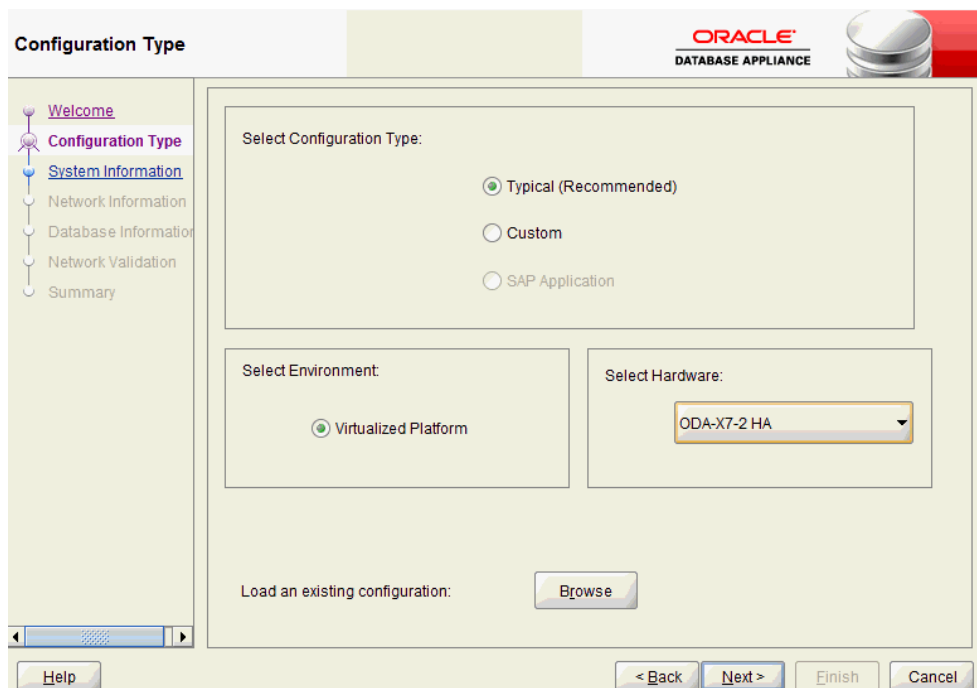 Configuration Type
ORACLE
DATABASE APPLIANCE
Welcome
Configuration Type
System Information
Network Information
Database Information
Network Validation
Summary
Select Configuration Type:
Typical (Recommended)
Custom
SAP Application
Select Environment:
Virtualized Platform
Select Hardware:
ODA-X7-2 HA
Load an existing configuration:
Browse
Help
< Back
Next >
Finish
Cancel